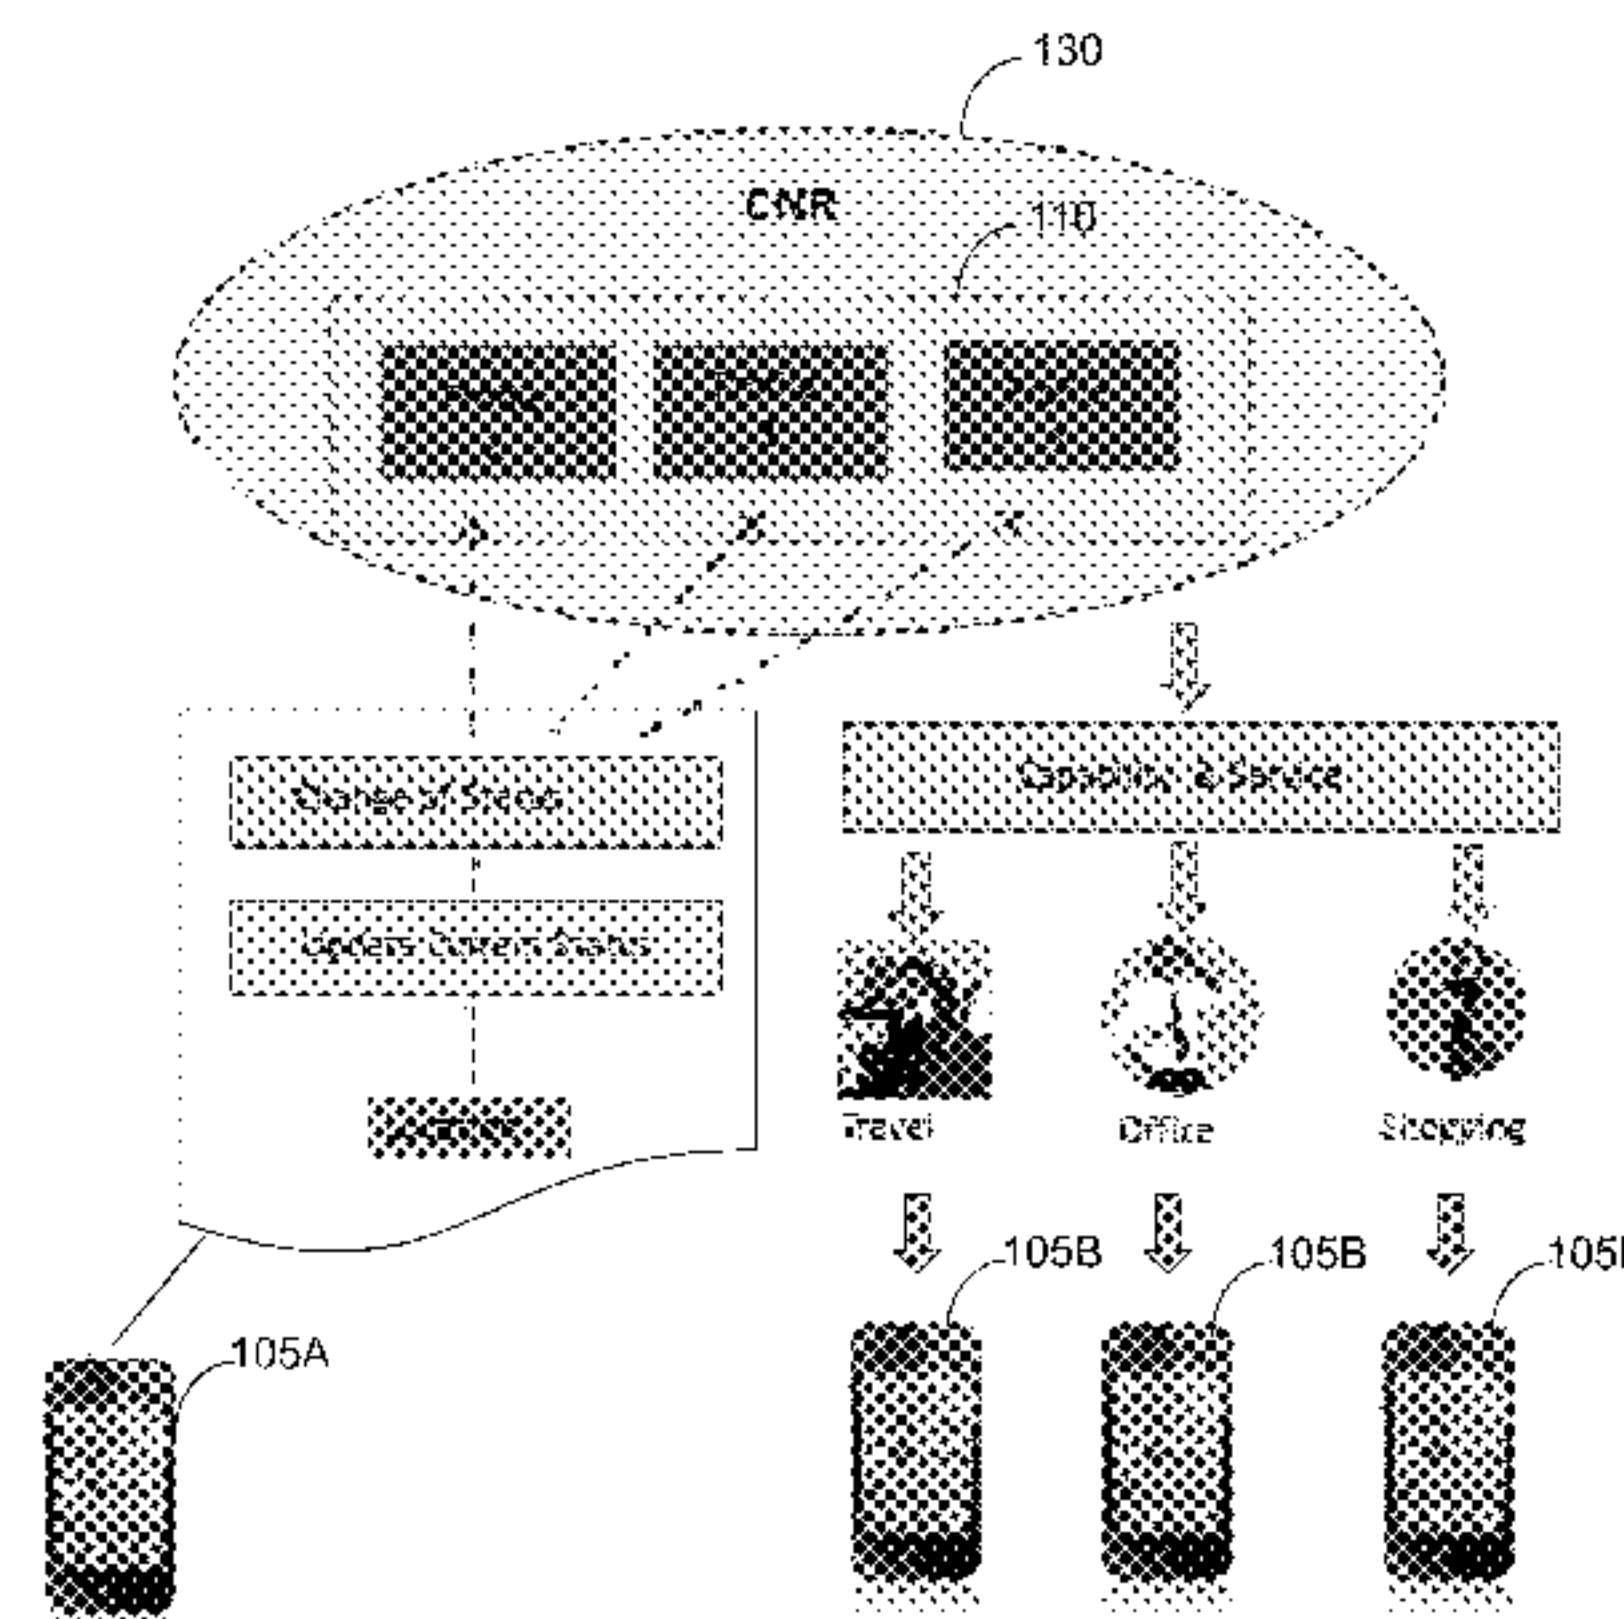 130
CNR
110
Change of Status
Capability & Service
Update Current Status
Travel
Office
Shopping
105B
105B
105A